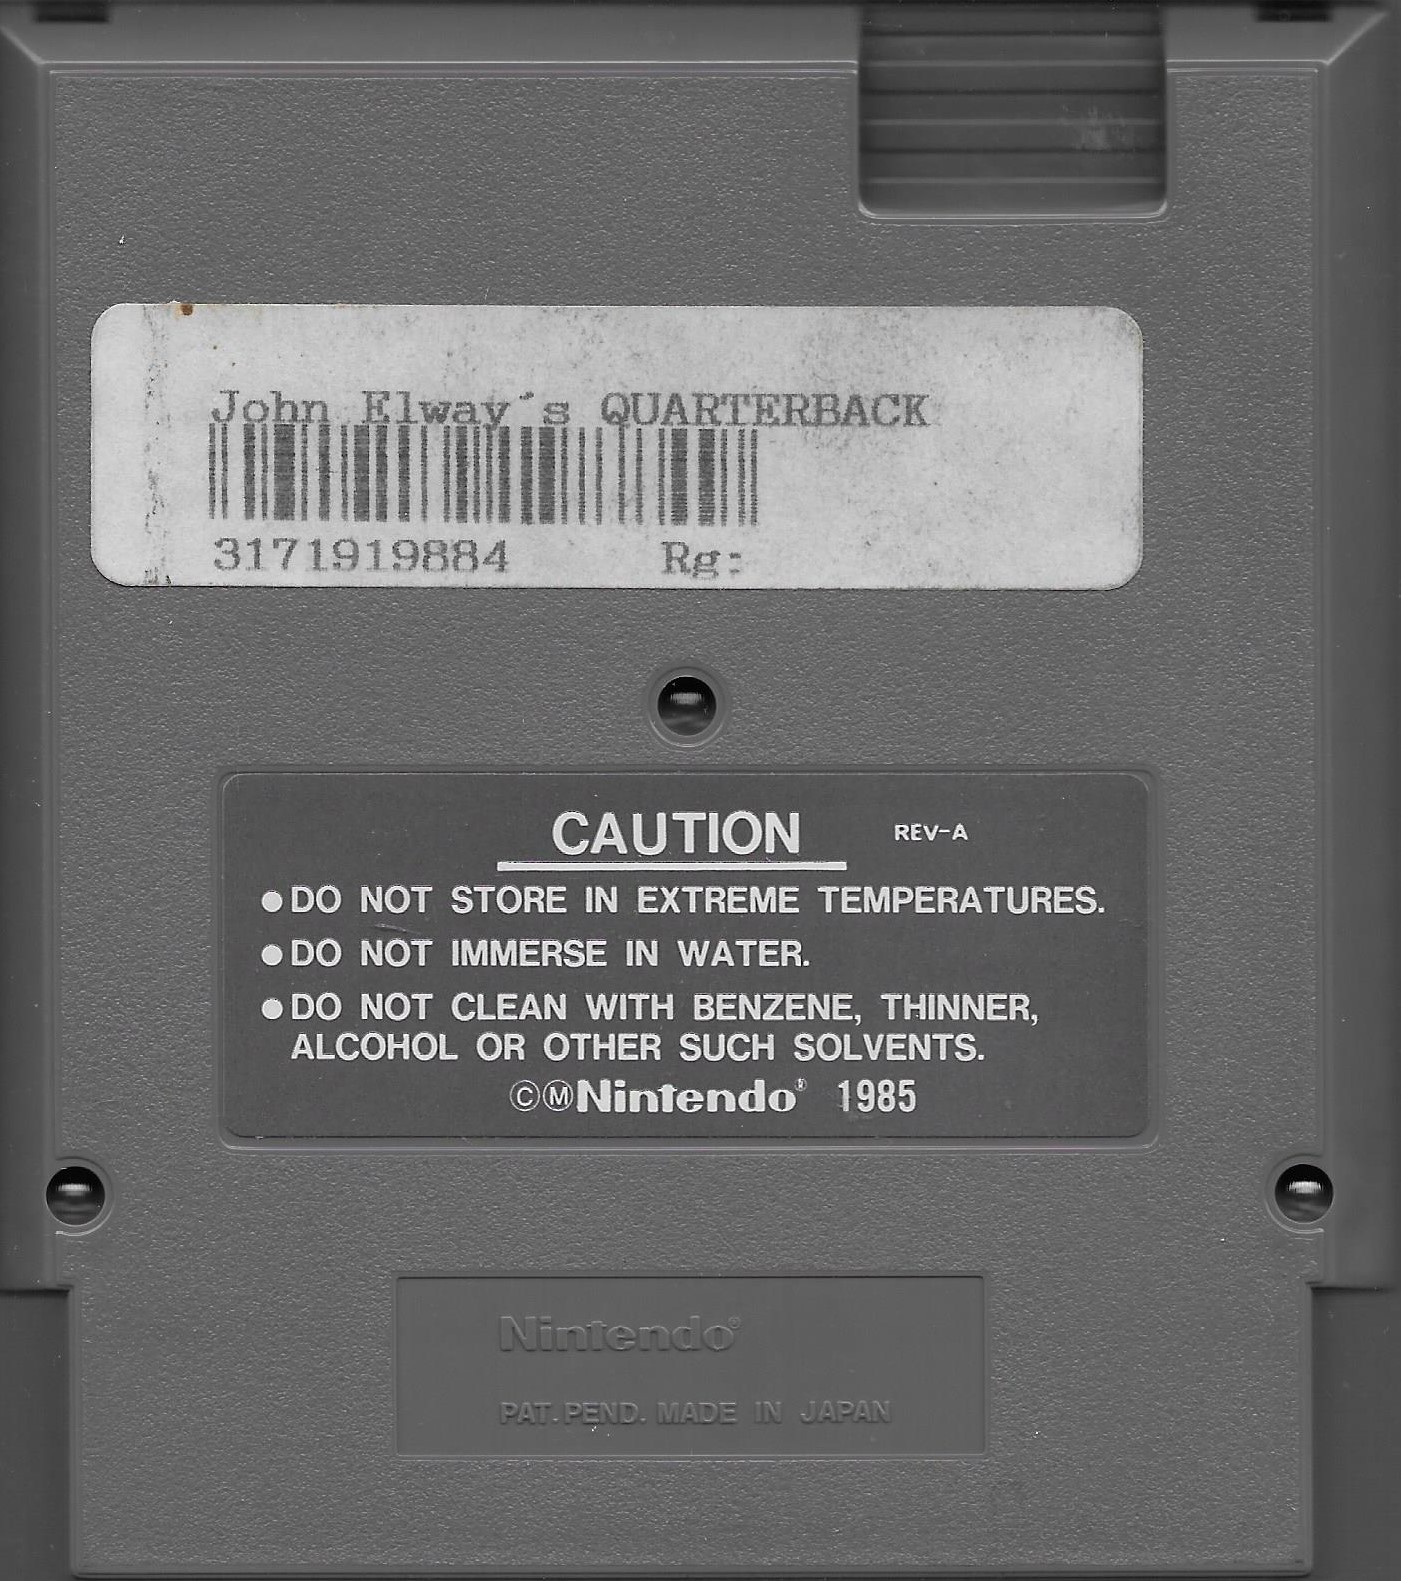 John Elway's QUARTERBACK
3171919884 Rg:
CAUTION REV-A
●DO NOT STORE IN EXTREME TEMPERATURES.
●DO NOT IMMERSE IN WATER.
●DO NOT CLEAN WITH BENZENE, THINNER,
ALCOHOL OR OTHER SUCH SOLVENTS.
©ⓂNintendo® 1985
Nintendo®
PAT. PEND. MADE IN JAPAN